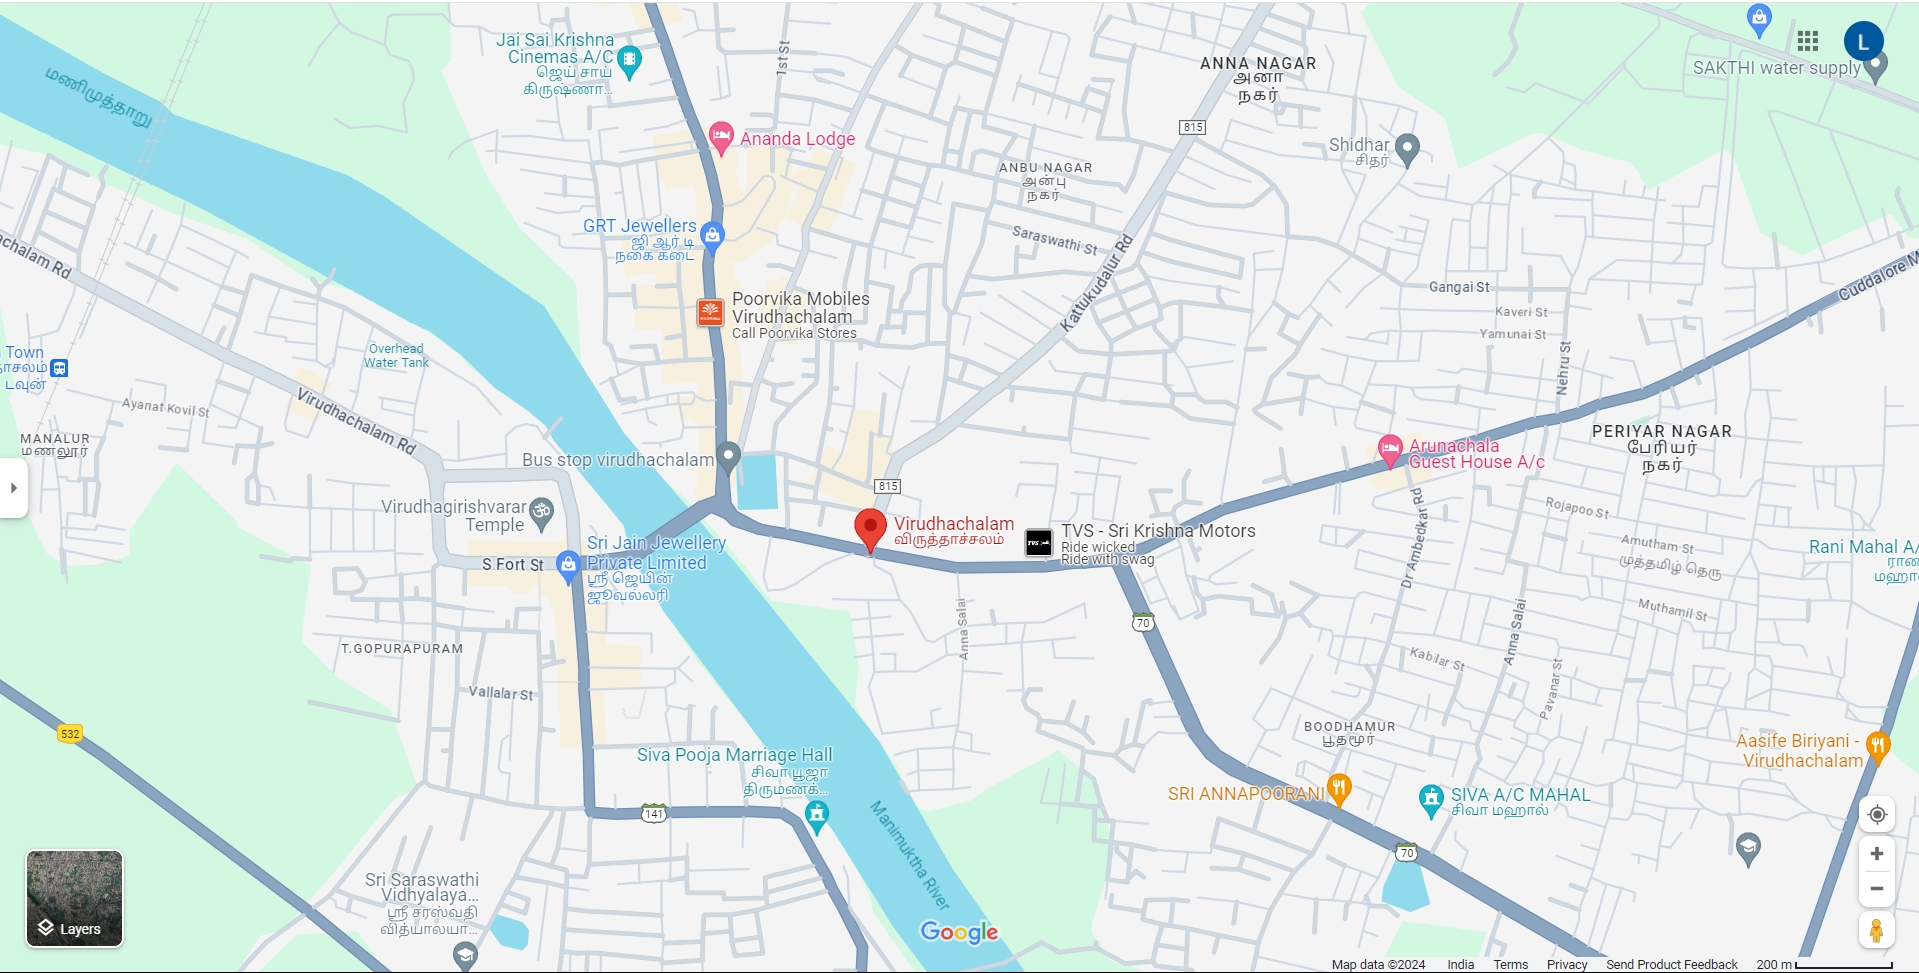 Jai Sai Krishna
Cinemas A/C
ஜெய் சாய்
கிருஷ்ணா...
1st St
ANNA NAGAR
அனா
நகர்
L
SAKTHI water supply
மணிமுத்தாறு
Ananda Lodge
815
Shidhar
சிதர்
ANBU NAGAR
அன்பு
நகர்
GRT Jewellers
ஜி ஆர் டி
நகை கடை
Saraswathi St
Kattukudalur Rd
achalam Rd
Gangai St
Cuddalore M
Poorvika Mobiles
Virudhachalam
Call Poorvika Stores
Kaveri St
Yamunai St
Nehru St
Town
டவுன்
Overhead
Water Tank
Ayanat Kovil St
Virudhachalam Rd
MANALUR
மணலூர்
PERIYAR NAGAR
பேரியர்
நகர்
Arunachala
Guest House A/c
Bus stop virudhachalam
815
Virudhagirishvarar
Temple
Rojapoo St
Dr Ambedkat Rd
Virudhachalam
விருத்தாச்சலம்
TVS
TVS - Sri Krishna Motors
Ride wicked
Ride with swag
Sri Jain Jewellery
Private Limited
ஸ்ரீ ஜெயின்
ஜூவல்லரி
S Fort St
Amutham St
முத்தமிழ் தெரு
Rani Mahal A/
ராண
மஹா
Muthamil St
70
Anna Salai
Anna Salai
T.GOPURAPURAM
Kabilar St
Pavanar St
Vallalar St
532
BOODHAMUR
பூதமூர்
Siva Pooja Marriage Hall
சிவா பூஜா
திருமணக்...
Aasife Biriyani -
Virudhachalam
SRI ANNAPOORANI
SIVA A/C MAHAL
சிவா மஹால்
141
Manimuktha River
70
Sri Saraswathi
Vidhyalaya...
ஸ்ரீ சரஸ்வதி
வித்யாலயா...
Layers
Google
Map data ©2024 India Terms Privacy Send Product Feedback 200 m